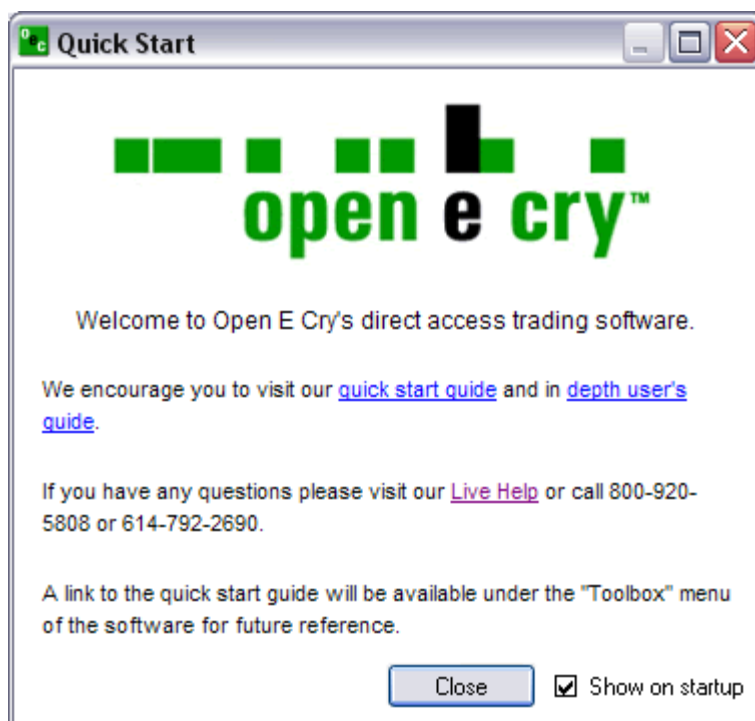 Quick Start
open e cry™
Welcome to Open E Cry's direct access trading software.
We encourage you to visit our quick start guide and in depth user's
guide.
If you have any questions please visit our Live Help or call 800-920-
5808 or 614-792-2690.
A link to the quick start guide will be available under the "Toolbox" menu
of the software for future reference.
Close
Show on startup